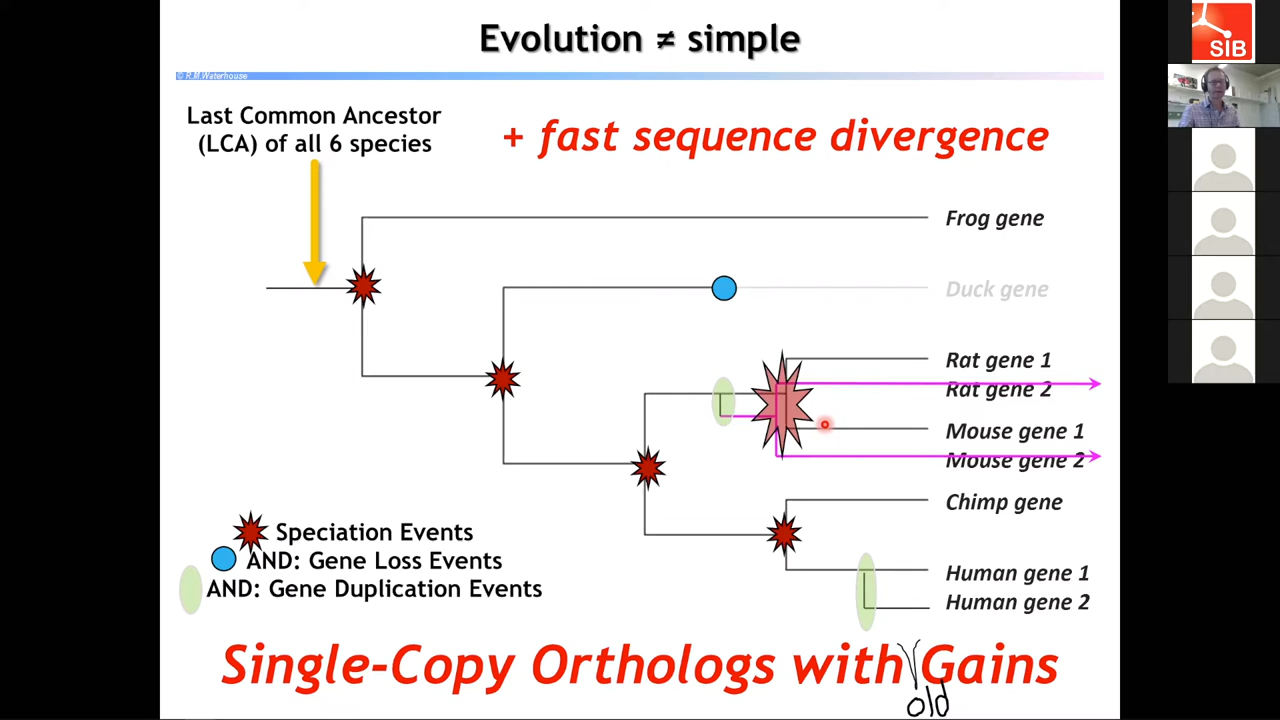 Evolution ≠ simple
© R.M.Waterhouse
SIB
Last Common Ancestor
(LCA) of all 6 species
+ fast sequence divergence
Frog gene
Duck gene
Rat gene 1
Rat gene 2
Mouse gene 1
Mouse gene 2
Chimp gene
Human gene 1
Human gene 2
Speciation Events
AND: Gene Loss Events
AND: Gene Duplication Events
Single-Copy Orthologs with Gains
old